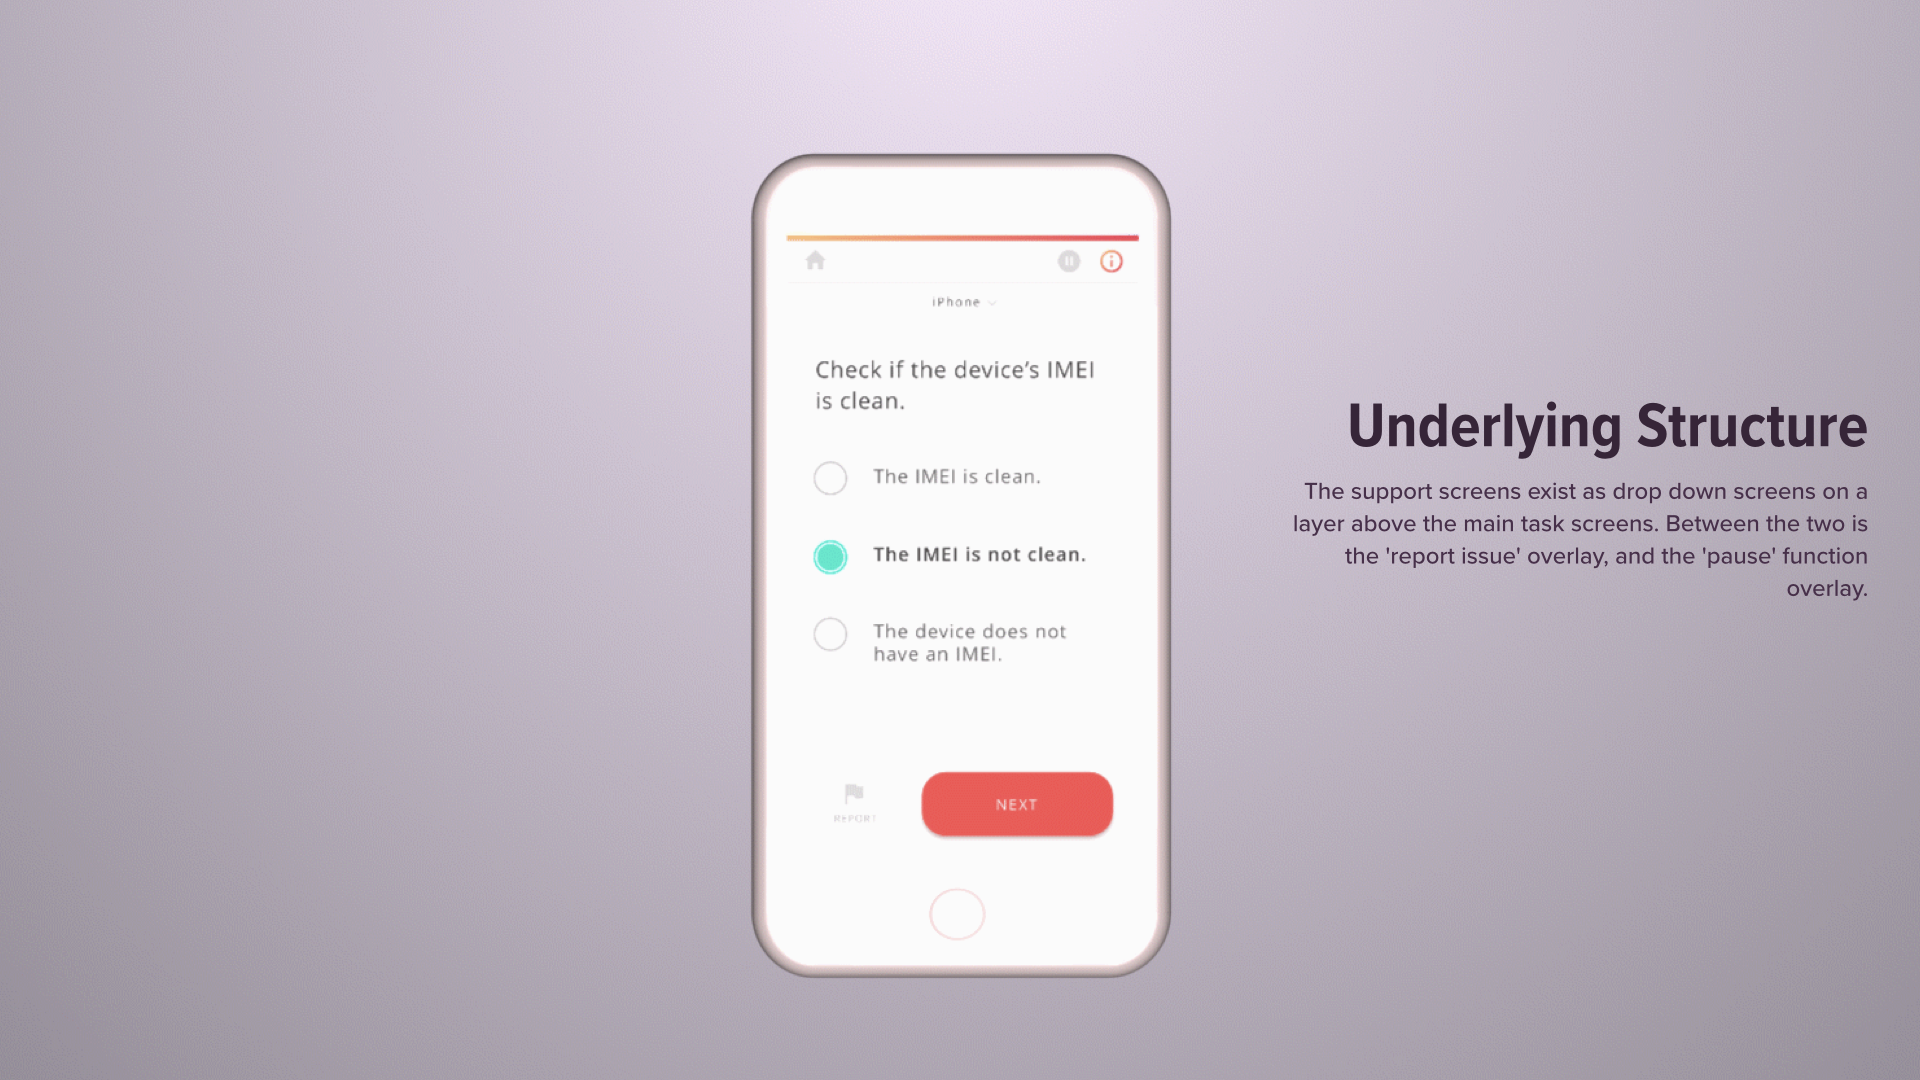 iPhone
Check if the device’s IMEI
is clean.
The IMEI is clean.
The IMEI is not clean.
The device does not
have an IMEI.
REPORT
NEXT
Underlying Structure
The support screens exist as drop down screens on a
layer above the main task screens. Between the two is
the 'report issue' overlay, and the 'pause' function
overlay.